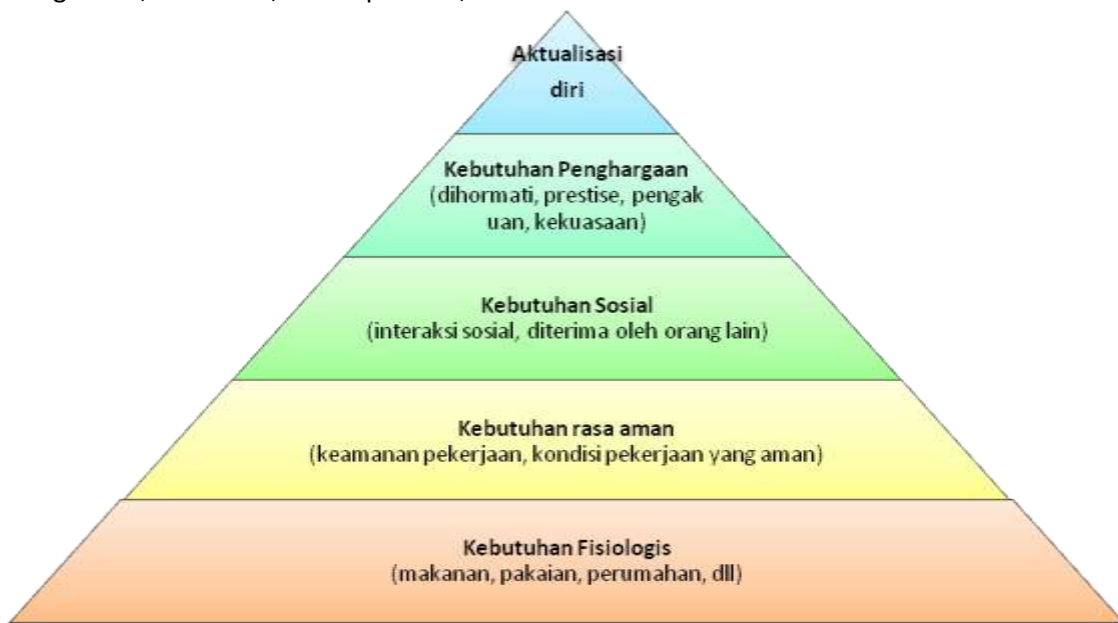 Aktualisasi
diri
Kebutuhan Penghargaan
(dihormati, prestise, pengak
uan, kekuasaan)
Kebutuhan Sosial
(interaksi sosial, diterima oleh orang lain)
Kebutuhan rasa aman
(keamanan pekerjaan, kondisi pekerjaan yang aman)
Kebutuhan Fisiologis
(makanan, pakaian, perumahan, dll)